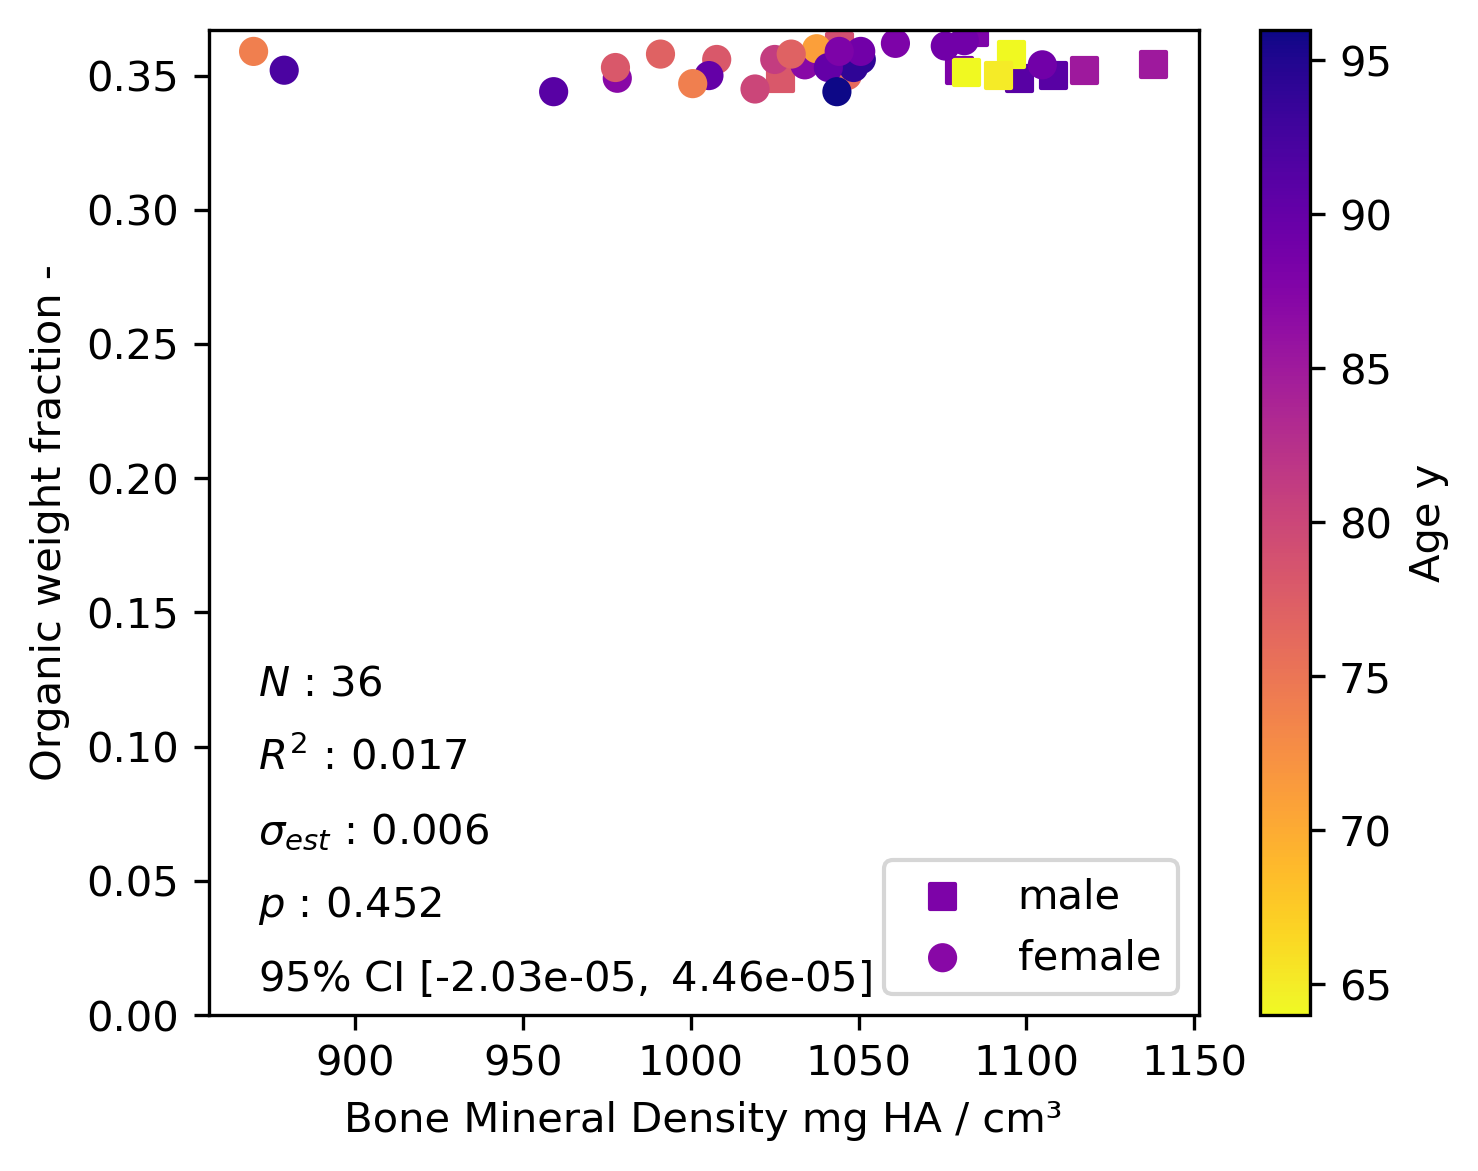 Organic weight fraction -
0.35
0.30
0.25
0.20
0.15
0.10
0.05
0.00
N : 36
R² : 0.017
σest : 0.006
p : 0.452
95% CI [-2.03e-05, 4.46e-05]
male
female
900 950 1000 1050 1100 1150
Bone Mineral Density mg HA / cm³
95
90
85
80
75
70
65
Age y